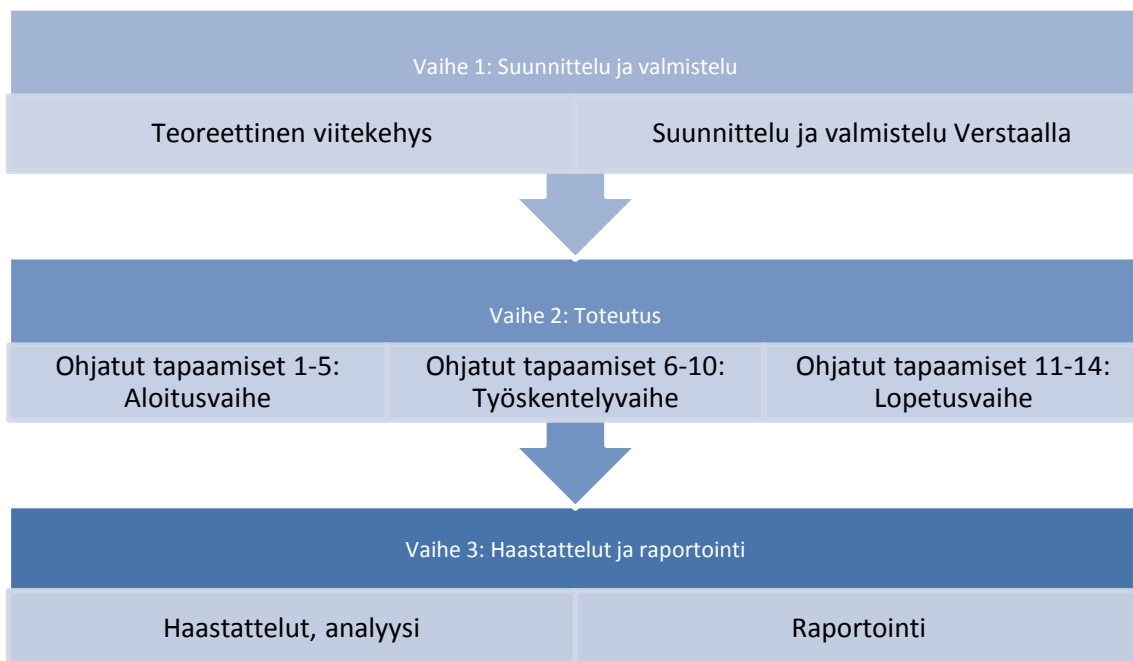 Vaihe 1: Suunnittelu ja valmistelu
Teoreettinen viitekehys
Suunnittelu ja valmistelu Verstaalla
Vaihe 2: Toteutus
Ohjatut tapaamiset 1-5:
Aloitusvaihe
Ohjatut tapaamiset 6-10:
Työskentelyvaihe
Ohjatut tapaamiset 11-14:
Lopetusvaihe
Vaihe 3: Haastattelut ja raportointi
Haastattelut, analyysi
Raportointi